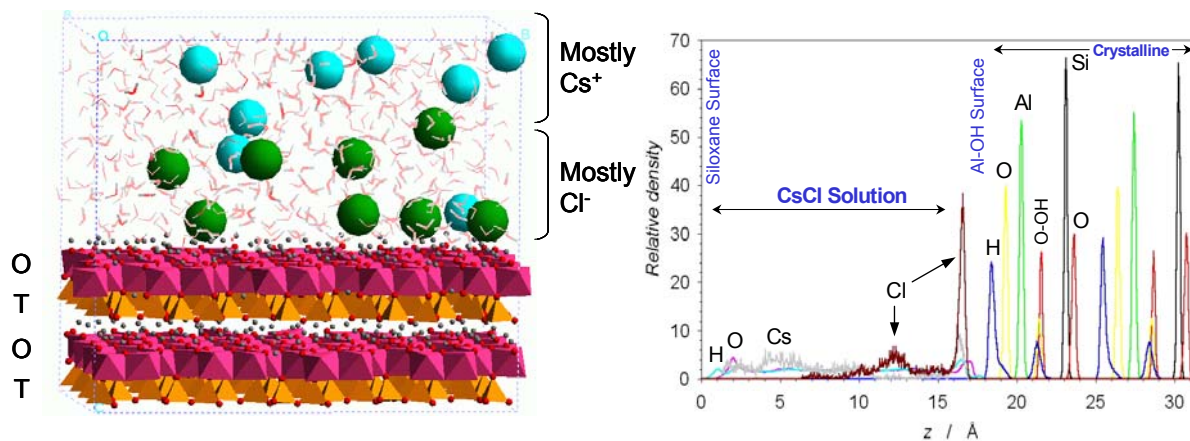 O
B
Mostly
Cs⁺
Mostly
Cl⁻
O
T
O
T
70
60
50
40
30
20
10
0
Relative density
0
5
10
15
20
25
30
z / Å
Siloxane Surface
CsCl Solution
Al-OH Surface
Crystalline
Si
Al
O
O-OH
O
H
Cl
Cs
O
H